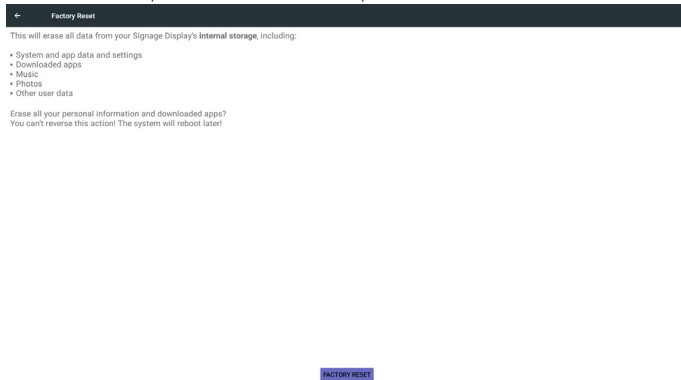 ← Factory Reset
This will erase all data from your Signage Display's internal storage, including:
• System and app data and settings
• Downloaded apps
• Music
• Photos
• Other user data
Erase all your personal information and downloaded apps?
You can't reverse this action! The system will reboot later!
FACTORY RESET